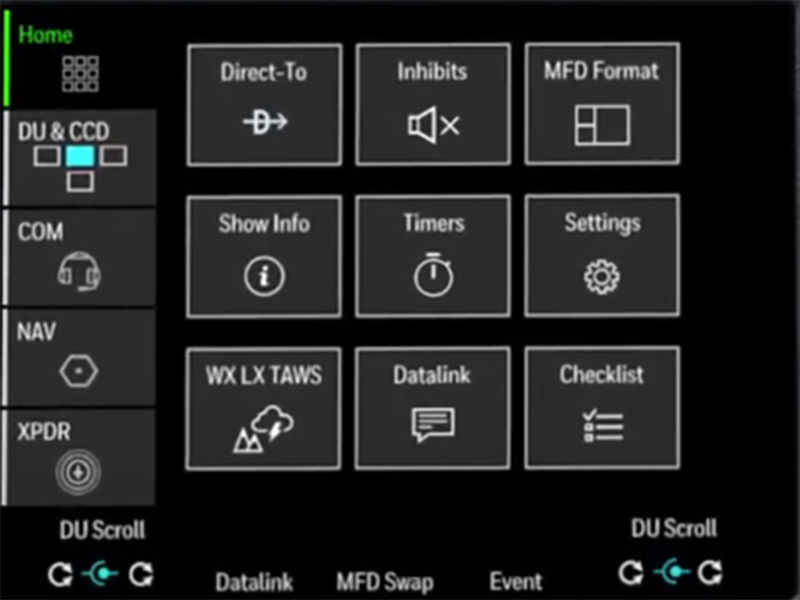 Home
DU & CCD
COM
NAV
XPDR
Direct-To
Inhibits
MFD Format
Show Info
Timers
Settings
WX LX TAWS
Datalink
Checklist
DU Scroll
DU Scroll
Datalink
MFD Swap
Event